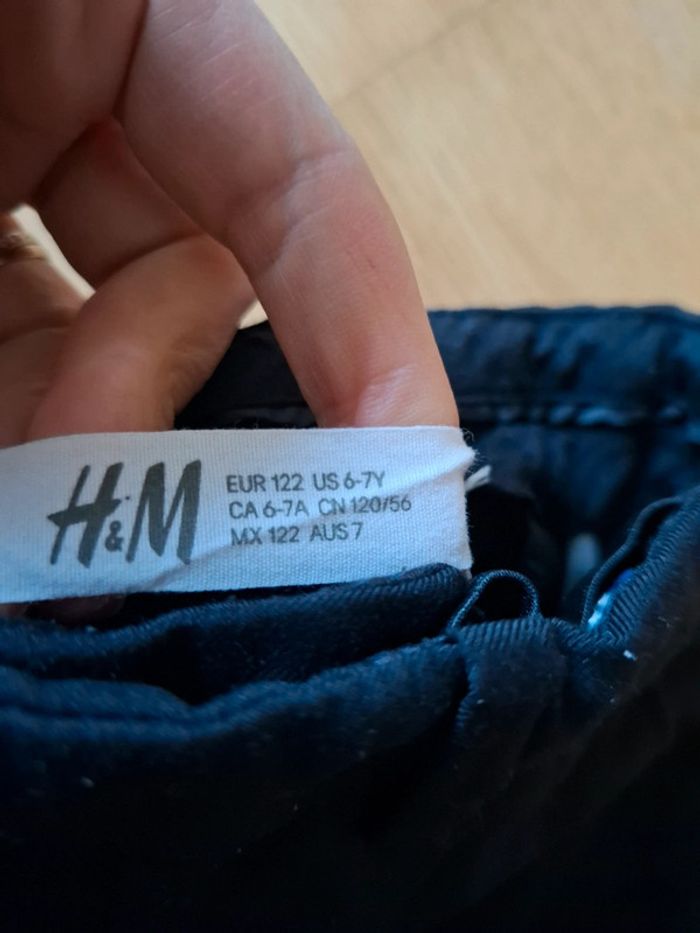 H&M
EUR 122 US 6-7Y
CA 6-7A CN 120/56
MX 122 AUS 7